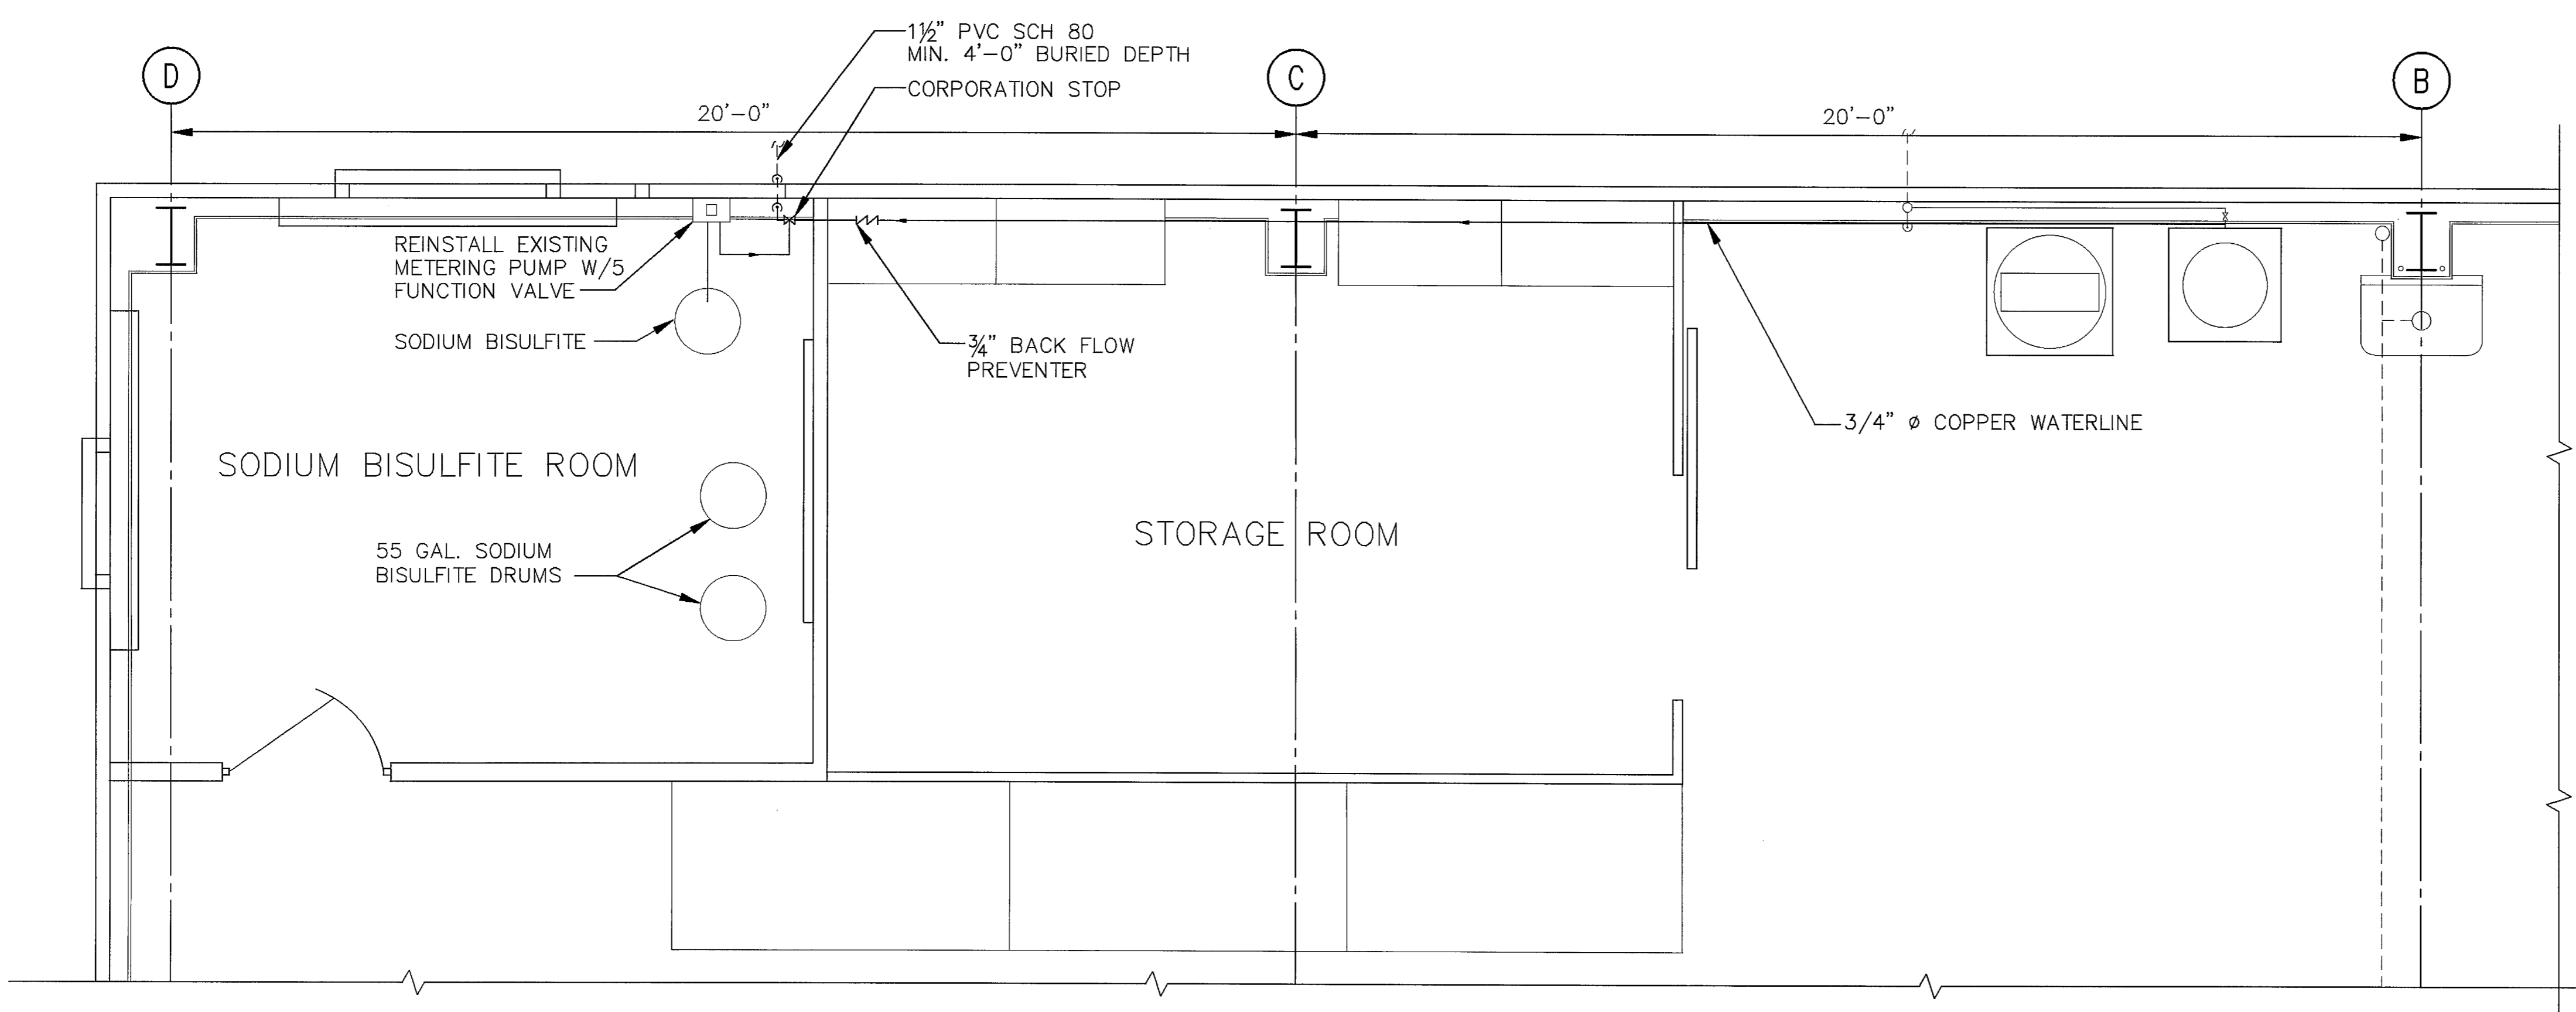 1½" PVC SCH 80
MIN. 4'-0" BURIED DEPTH
CORPORATION STOP
D
C
B
20'-0"
20'-0"
REINSTALL EXISTING
METERING PUMP W/5
FUNCTION VALVE
SODIUM BISULFITE
¾" BACK FLOW
PREVENTER
3/4" ø COPPER WATERLINE
SODIUM BISULFITE ROOM
STORAGE ROOM
55 GAL. SODIUM
BISULFITE DRUMS